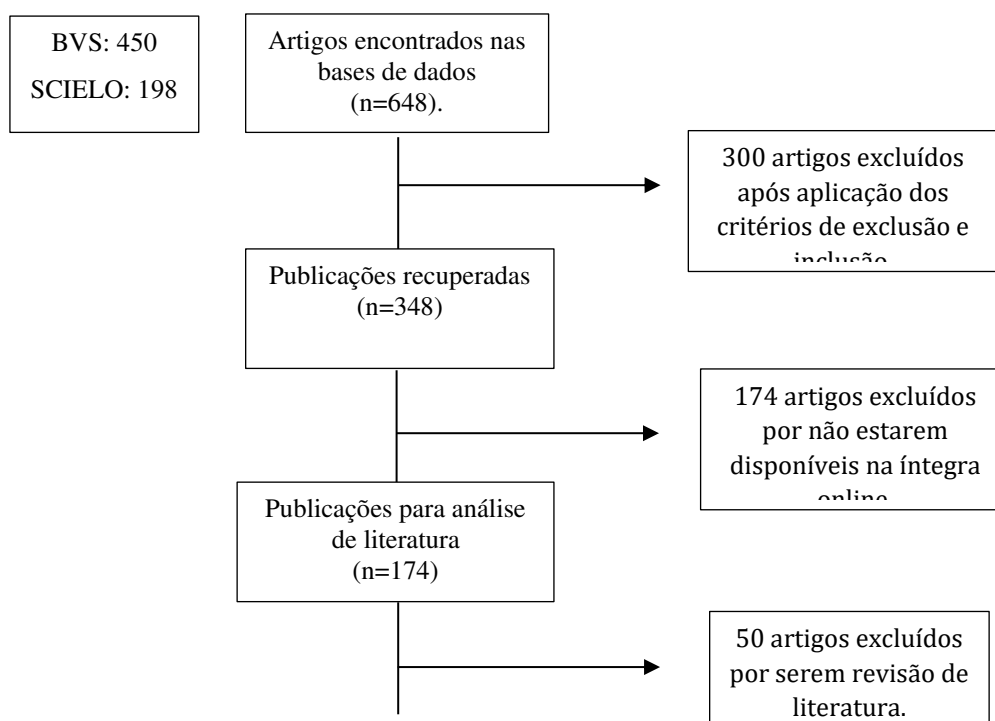 BVS: 450
SCIELO: 198
Artigos encontrados nas
bases de dados
(n=648).
300 artigos excluídos
após aplicação dos
critérios de exclusão e
inclusão
Publicações recuperadas
(n=348)
174 artigos excluídos
por não estarem
disponíveis na íntegra
online
Publicações para análise
de literatura
(n=174)
50 artigos excluídos
por serem revisão de
literatura.